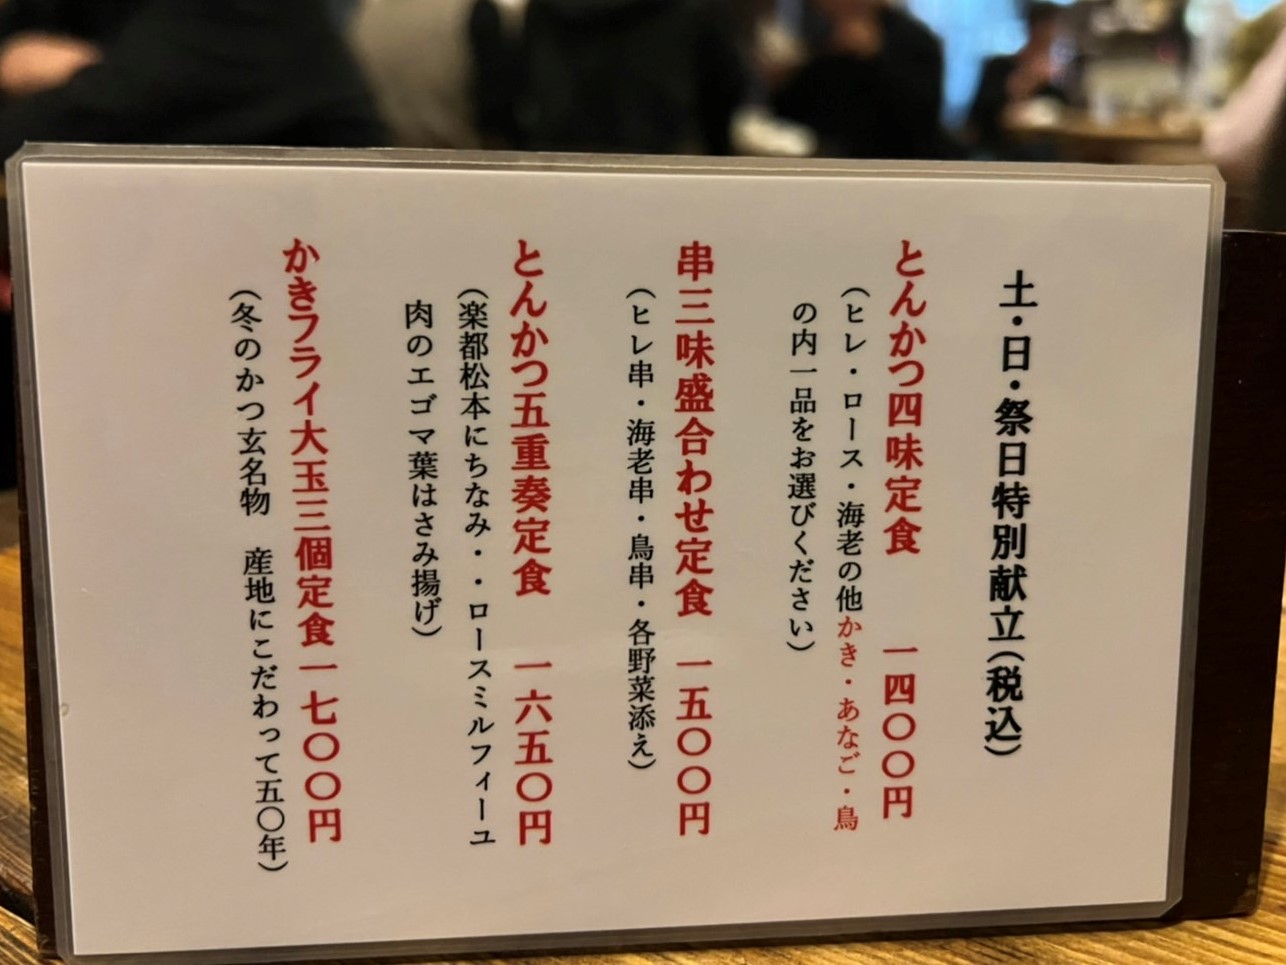 土・日・祭日特別献立(税込)
とんかつ四味定食　一四〇〇円
(ヒレ・ロース・海老の他かき・あなご・鳥
の内一品をお選びください)
串三味盛合わせ定食　一五〇〇円
(ヒレ串・海老串・鳥串・各野菜添え)
とんかつ五重奏定食　一六五〇円
(楽都松本にちなみ・・ロースミルフィーユ
肉のエゴマ葉はさみ揚げ)
かきフライ大玉三個定食一七〇〇円
(冬のかつ玄名物　産地にこだわって五〇年)